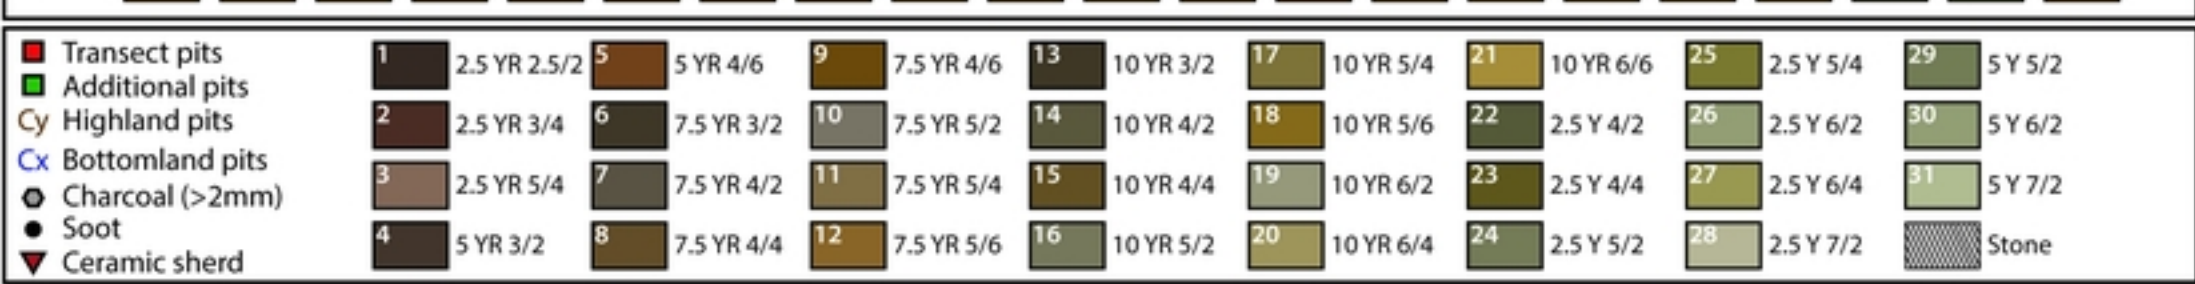 Transect pits
Additional pits
Cy Highland pits
Cx Bottomland pits
Charcoal (>2mm)
Soot
Ceramic sherd
1 2.5 YR 2.5/2
2 2.5 YR 3/4
3 2.5 YR 5/4
4 5 YR 3/2
5 5 YR 4/6
6 7.5 YR 3/2
7 7.5 YR 4/2
8 7.5 YR 4/4
9 7.5 YR 4/6
10 7.5 YR 5/2
11 7.5 YR 5/4
12 7.5 YR 5/6
13 10 YR 3/2
14 10 YR 4/2
15 10 YR 4/4
16 10 YR 5/2
17 10 YR 5/4
18 10 YR 5/6
19 10 YR 6/2
20 10 YR 6/4
21 10 YR 6/6
22 2.5 Y 4/2
23 2.5 Y 4/4
24 2.5 Y 5/2
25 2.5 Y 5/4
26 2.5 Y 6/2
27 2.5 Y 6/4
28 2.5 Y 7/2
29 5 Y 5/2
30 5 Y 6/2
31 5 Y 7/2
Stone